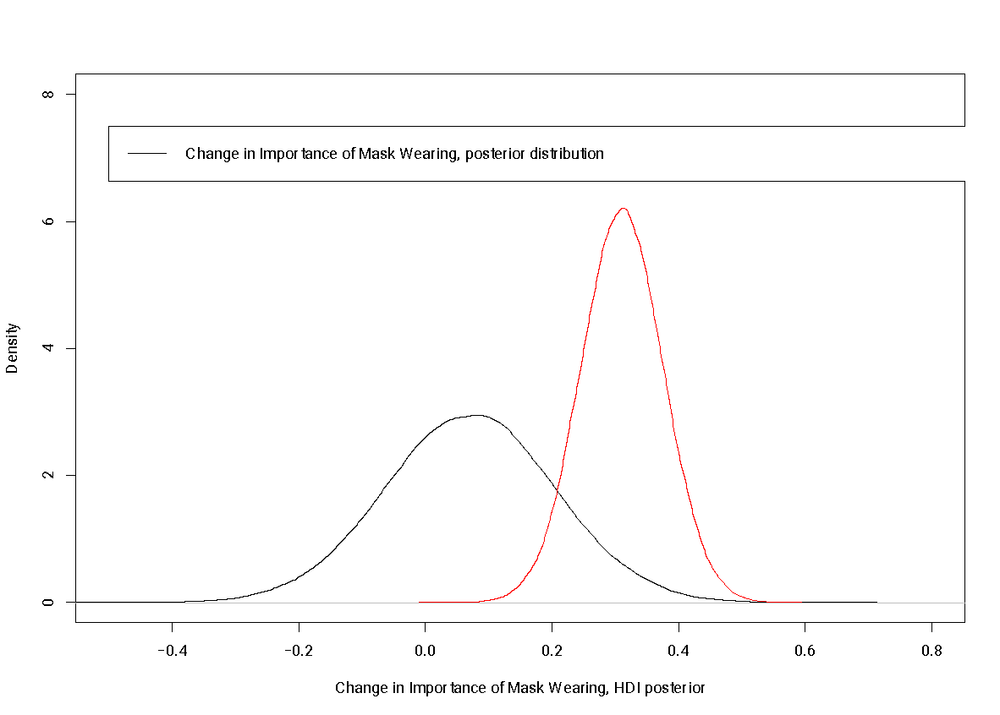 8
Change in Importance of Mask Wearing, posterior distribution
6
4
2
0
Density
−0.4 −0.2 0.0 0.2 0.4 0.6 0.8
Change in Importance of Mask Wearing, HDI posterior